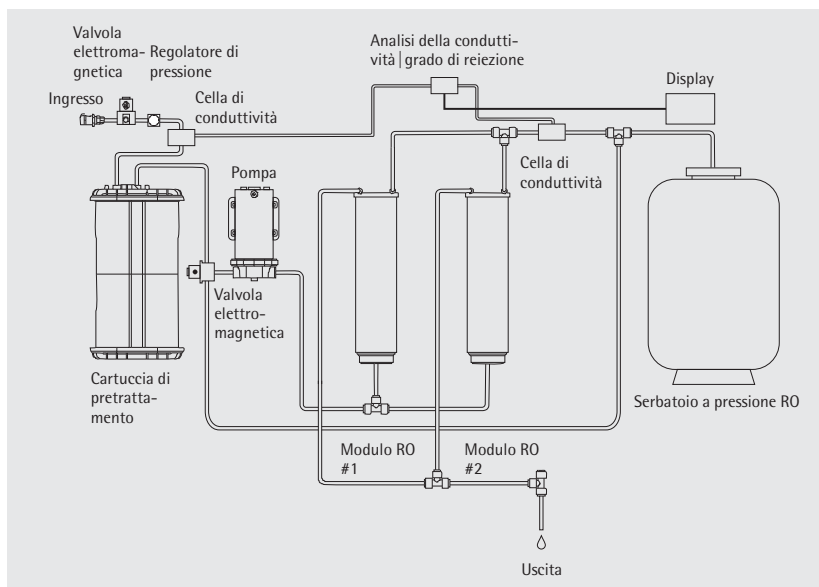 Valvola
elettroma-
gnetica
Regolatore di
pressione
Ingresso
Cella di
conduttività
Analisi della condutti-
vità | grado di reiezione
Display
Pompa
Cella di
conduttività
Valvola
elettro-
magnetica
Cartuccia di
pretratta-
mento
Serbatoio a pressione RO
Modulo RO
#1
Modulo RO
#2
Uscita